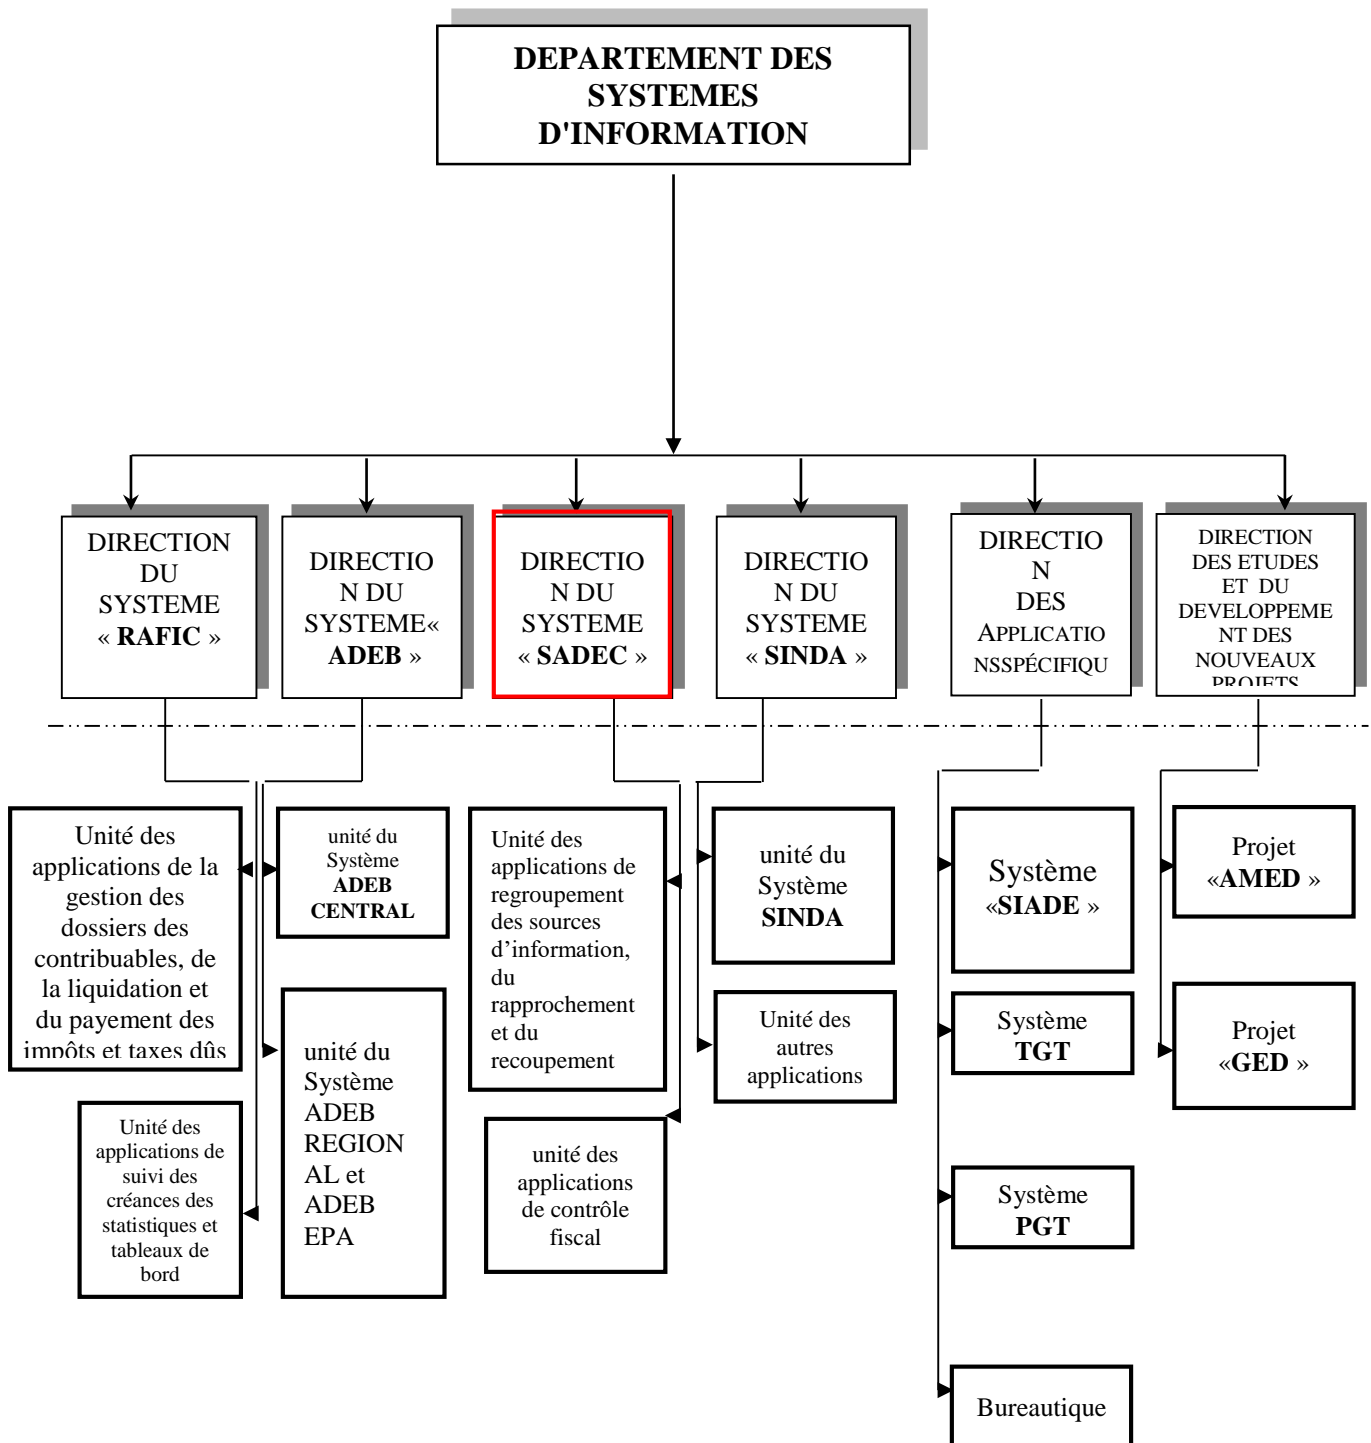 DEPARTEMENT DES
SYSTEMES
D'INFORMATION
DIRECTION
DU
SYSTEME
« RAFIC »
DIRECTIO
N DU
SYSTEME«
ADEB »
DIRECTIO
N DU
SYSTEME
« SADEC »
DIRECTIO
N DU
SYSTEME
« SINDA »
DIRECTIO
N
DES
APPLICATIO
NSSPÉCIFIQU
DIRECTION
DES ETUDES
ET DU
DEVELOPPEME
NT DES
NOUVEAUX
PROJETS
Unité des
applications de la
gestion des
dossiers des
contribuables, de
la liquidation et
du payement des
impôts et taxes dûs
Unité des
applications de
suivi des
créances des
statistiques et
tableaux de
bord
unité du
Système
ADEB
CENTRAL
unité du
Système
ADEB
REGION
AL et
ADEB
EPA
Unité des
applications de
regroupement
des sources
d’information,
du
rapprochement
et du
recoupement
unité des
applications
de contrôle
fiscal
unité du
Système
SINDA
Unité des
autres
applications
Système
«SIADE »
Système
TGT
Système
PGT
Bureautique
Projet
«AMED »
Projet
«GED »